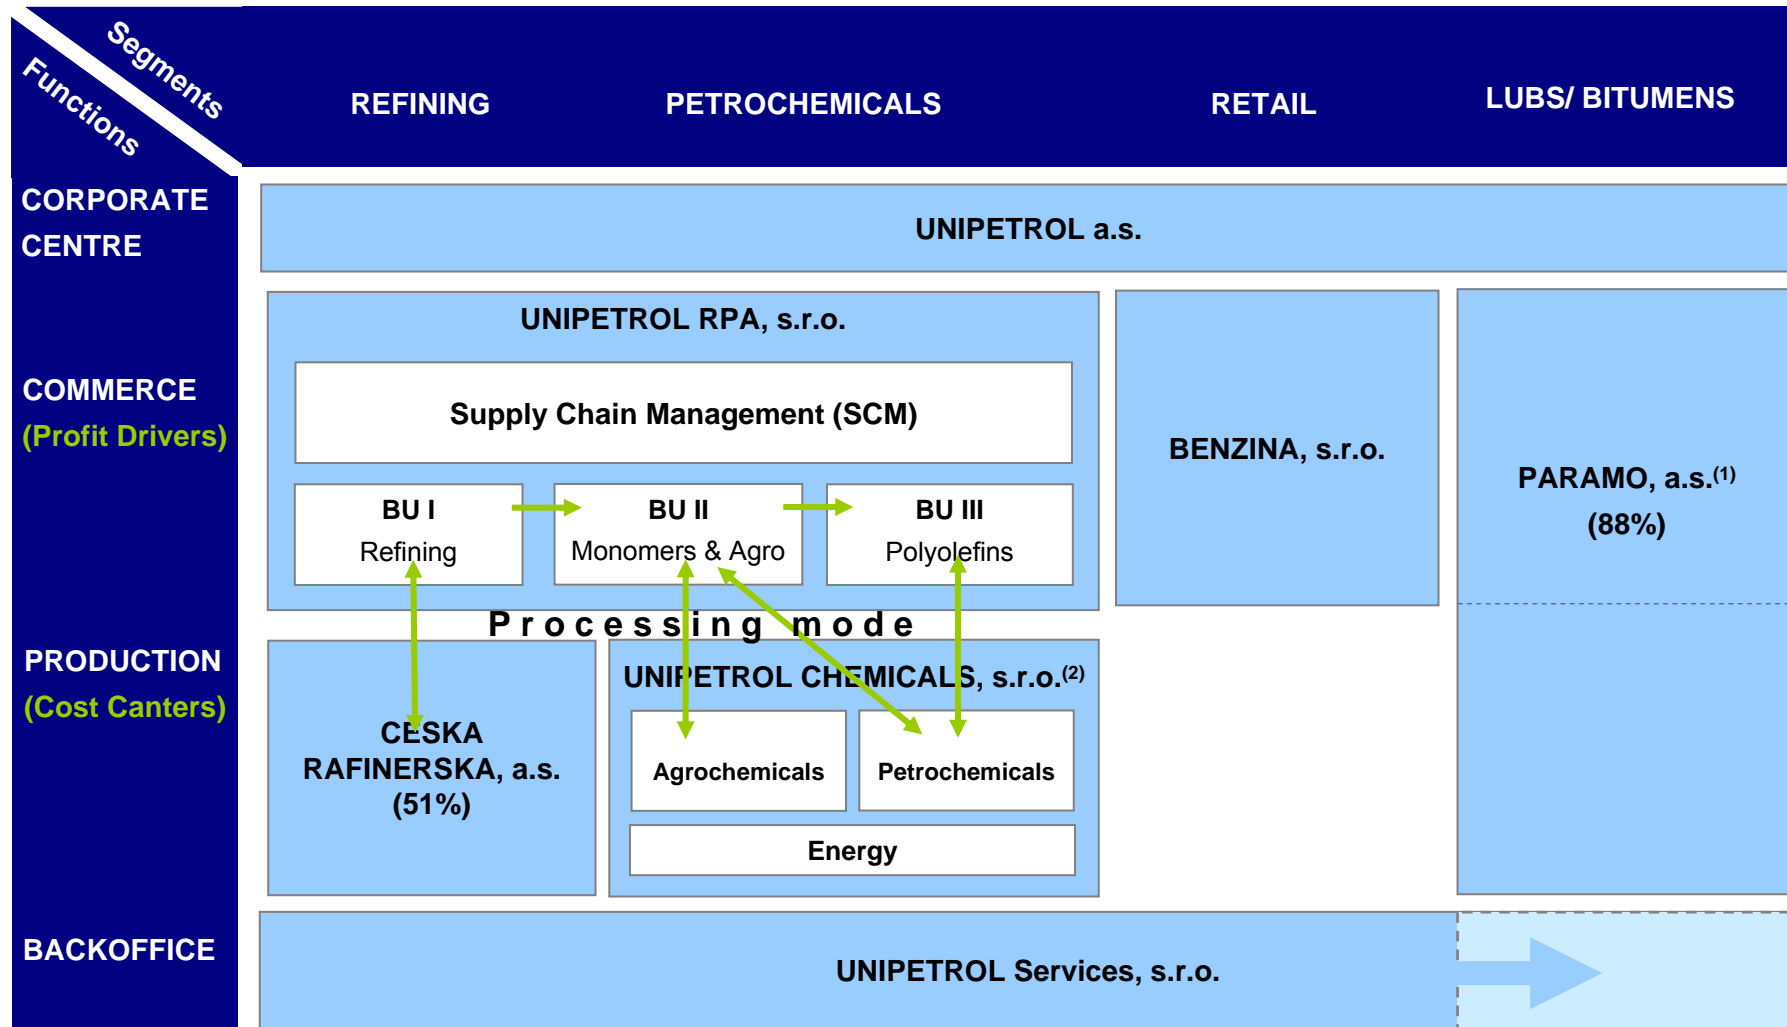 Segments
Functions
REFINING
PETROCHEMICALS
RETAIL
LUBS/ BITUMENS
CORPORATE
CENTRE
UNIPETROL a.s.
COMMERCE
(Profit Drivers)
UNIPETROL RPA, s.r.o.
Supply Chain Management (SCM)
BU I
Refining
BU II
Monomers & Agro
BU III
Polyolefins
BENZINA, s.r.o.
PARAMO, a.s.(1)
(88%)
Processing mode
PRODUCTION
(Cost Canters)
CESKA
RAFINERSKA, a.s.
(51%)
UNIPETROL CHEMICALS, s.r.o.(2)
Agrochemicals
Petrochemicals
Energy
BACKOFFICE
UNIPETROL Services, s.r.o.